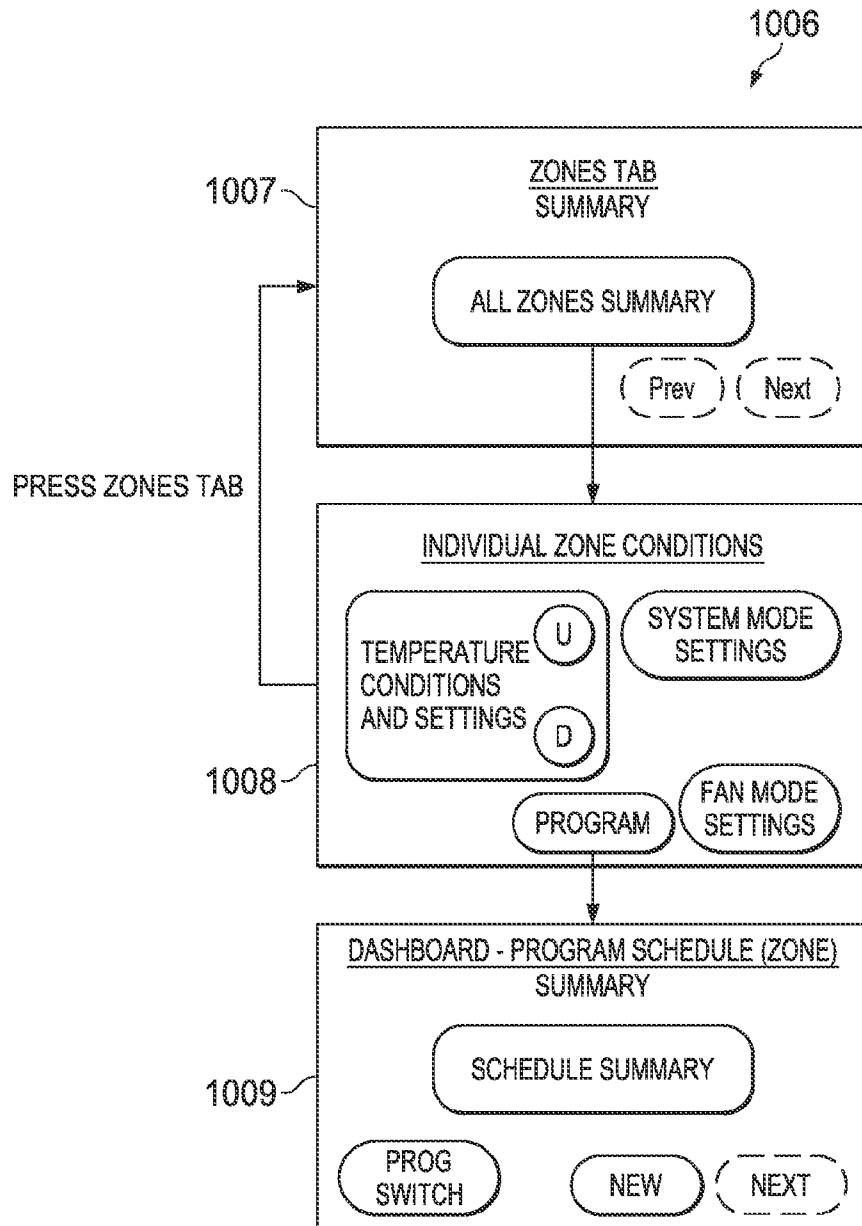 1006
1007
ZONES TAB
SUMMARY
ALL ZONES SUMMARY
Prev
Next
PRESS ZONES TAB
INDIVIDUAL ZONE CONDITIONS
TEMPERATURE
CONDITIONS
AND SETTINGS
U
D
SYSTEM MODE
SETTINGS
1008
PROGRAM
FAN MODE
SETTINGS
DASHBOARD - PROGRAM SCHEDULE (ZONE)
SUMMARY
SCHEDULE SUMMARY
1009
PROG
SWITCH
NEW
NEXT